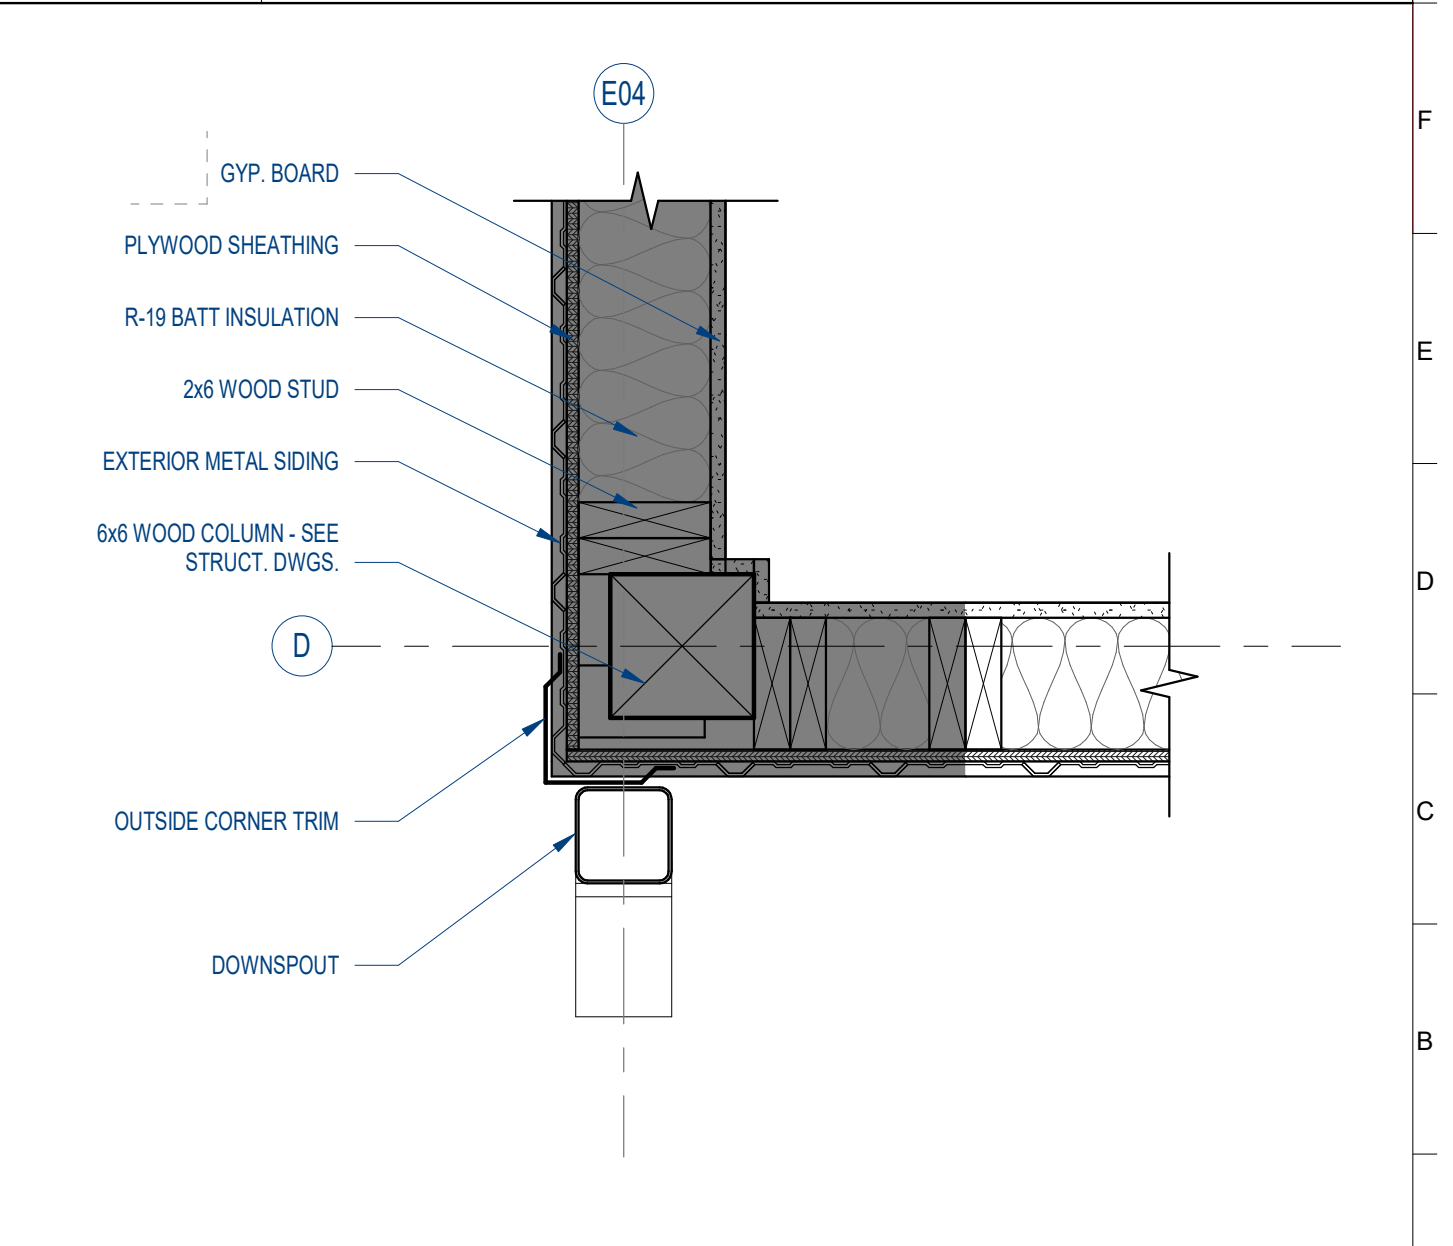 E04
F
GYP. BOARD
PLYWOOD SHEATHING
R-19 BATT INSULATION
E
2x6 WOOD STUD
EXTERIOR METAL SIDING
6x6 WOOD COLUMN - SEE
STRUCT. DWGS.
D
D
OUTSIDE CORNER TRIM
C
DOWNSPOUT
B